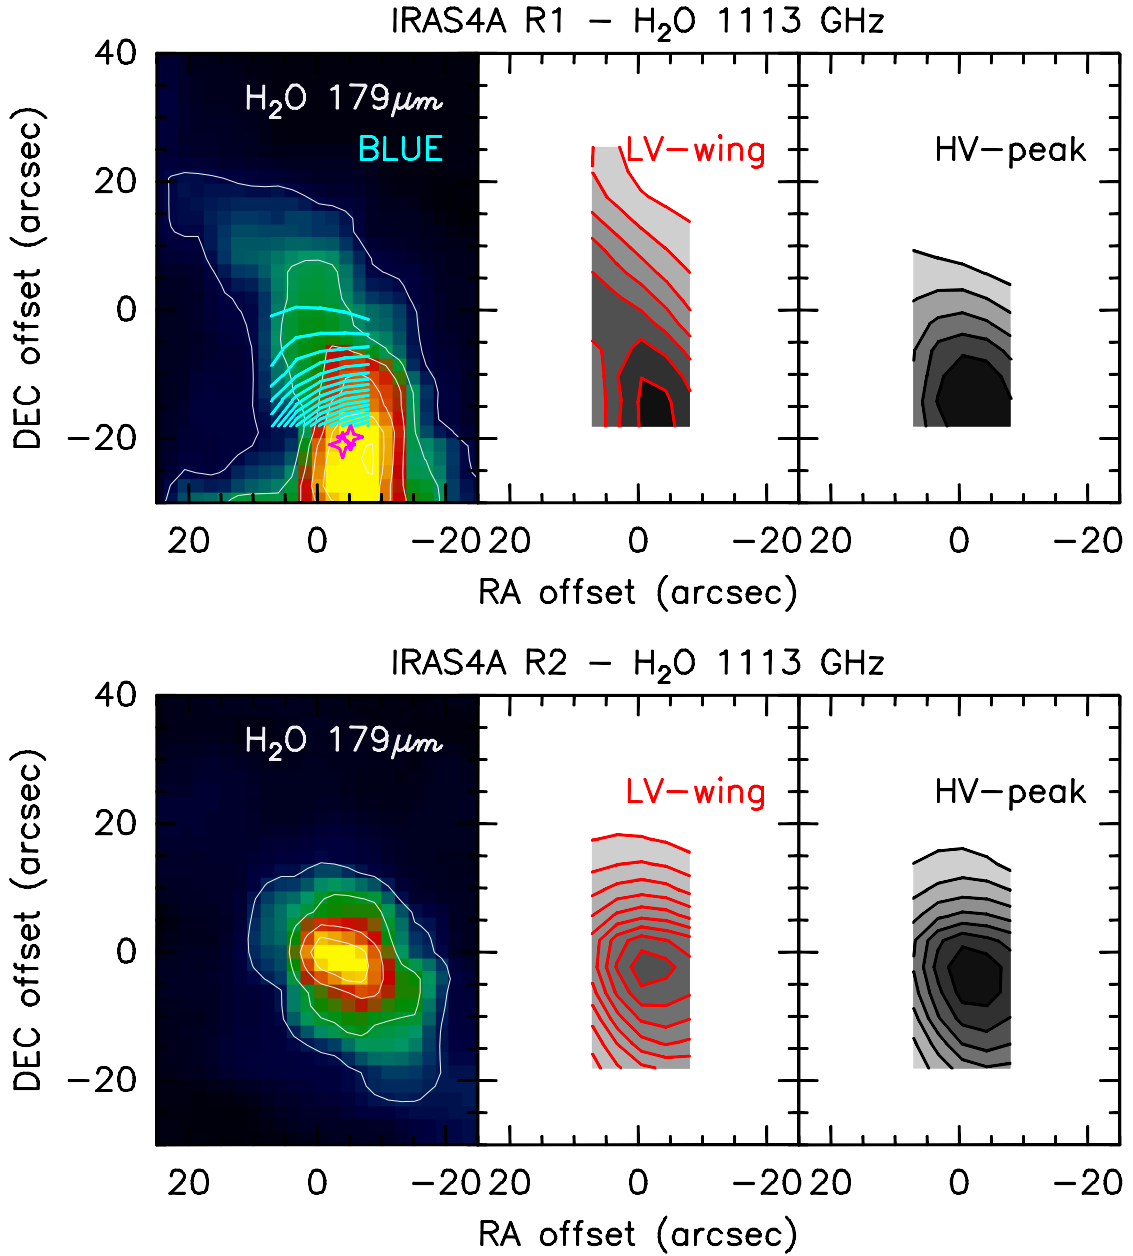 IRAS4A R1 − H₂O 1113 GHz
H₂O 179μm
BLUE
LV−wing
HV−peak
DEC offset (arcsec)
40
20
0
−20
20 0 −20 20 0 −20 20 0 −20
RA offset (arcsec)
IRAS4A R2 − H₂O 1113 GHz
H₂O 179μm
LV−wing
HV−peak
DEC offset (arcsec)
40
20
0
−20
20 0 −20 20 0 −20 20 0 −20
RA offset (arcsec)